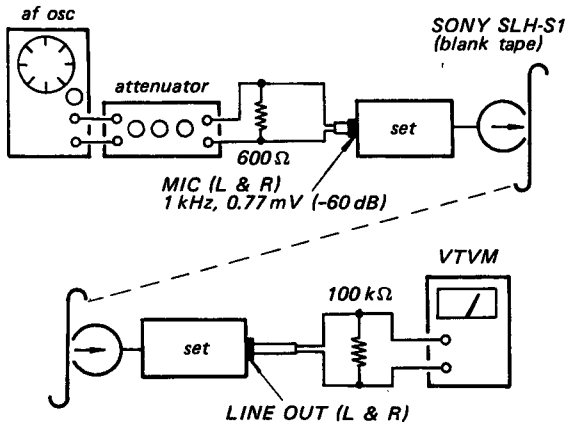 af osc
attenuator
SONY SLH-S1
(blank tape)
set
600 Ω
MIC (L & R)
1 kHz, 0.77 mV (-60 dB)
VTVM
100 kΩ
set
LINE OUT (L & R)